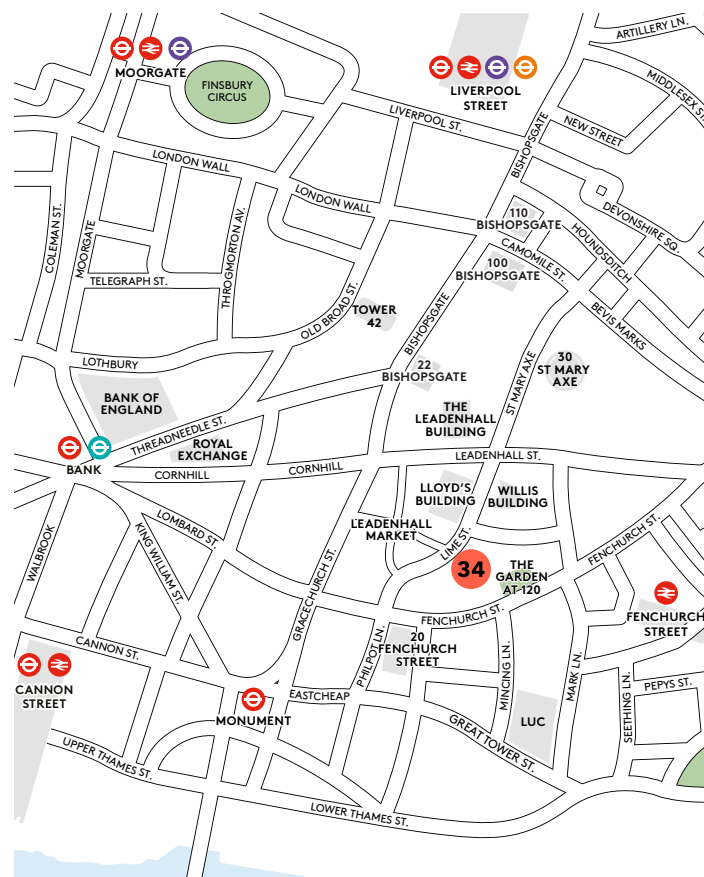 ARTILLERY LN.
MOORGATE
FINSBURY
CIRCUS
LIVERPOOL
STREET
MIDDLESEX ST.
LIVERPOOL ST.
NEW STREET
BISHOPSGATE
LONDON WALL
LONDON WALL
COLEMAN ST.
MOORGATE
THROGMORTON AV.
110
BISHOPSGATE
DEVONSHIRE SQ.
HOUNDSDITCH
CAMOMILE ST.
100
BISHOPSGATE
TELEGRAPH ST.
OLD BROAD ST.
TOWER
42
BISHOPSGATE
BEVIS MARKS
LOTHBURY
22
BISHOPSGATE
ST MARY AXE
30
ST MARY
AXE
BANK OF
ENGLAND
THE
LEADENHALL
BUILDING
THREADNEEDLE ST.
ROYAL
EXCHANGE
BANK
CORNHILL
CORNHILL
LEADENHALL ST.
LLOYD'S
BUILDING
WILLIS
BUILDING
LEADENHALL
MARKET
LIME ST.
LOMBARD ST.
WALBROOK
KING WILLIAM ST.
GRACECHURCH ST.
34
THE
GARDEN
AT 120
FENCHURCH ST.
FENCHURCH
STREET
FENCHURCH ST.
20
FENCHURCH
STREET
PHILPOT LN.
MINCING LN.
MARK LN.
SEETHING LN.
PEPYS ST.
CANNON ST.
CANNON
STREET
MONUMENT
EASTCHEAP
LUC
GREAT TOWER ST.
UPPER THAMES ST.
LOWER THAMES ST.